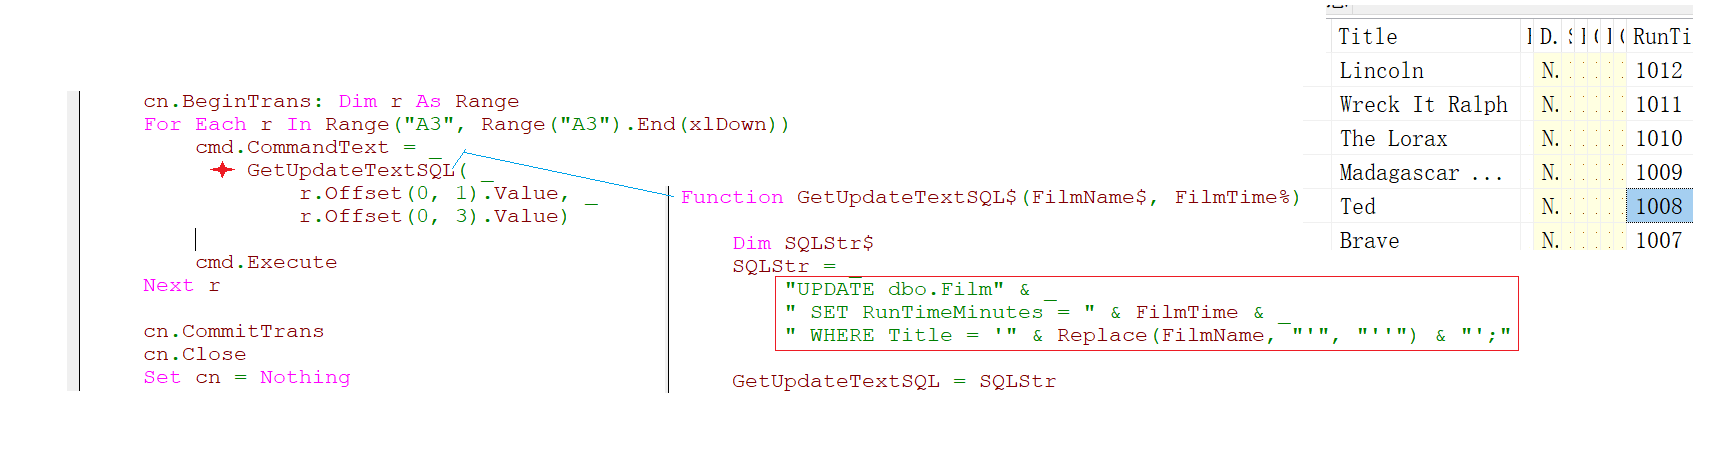 cn.BeginTrans: Dim r As Range
For Each r In Range("A3", Range("A3").End(xlDown))
cmd.CommandText = _
GetUpdateTextSQL( _
r.Offset(0, 1).Value, _
r.Offset(0, 3).Value)
cmd.Execute
Next r
cn.CommitTrans
cn.Close
Set cn = Nothing
Function GetUpdateTextSQL$(FilmName$, FilmTime%)
Dim SQLStr$
SQLStr = _
"UPDATE dbo.Film" & _
" SET RunTimeMinutes = " & FilmTime & _
" WHERE Title = '" & Replace(FilmName, "'", "''") & "';"
GetUpdateTextSQL = SQLStr
Title D. RunTi
Lincoln N. 1012
Wreck It Ralph N. 1011
The Lorax N. 1010
Madagascar ... N. 1009
Ted N. 1008
Brave N. 1007